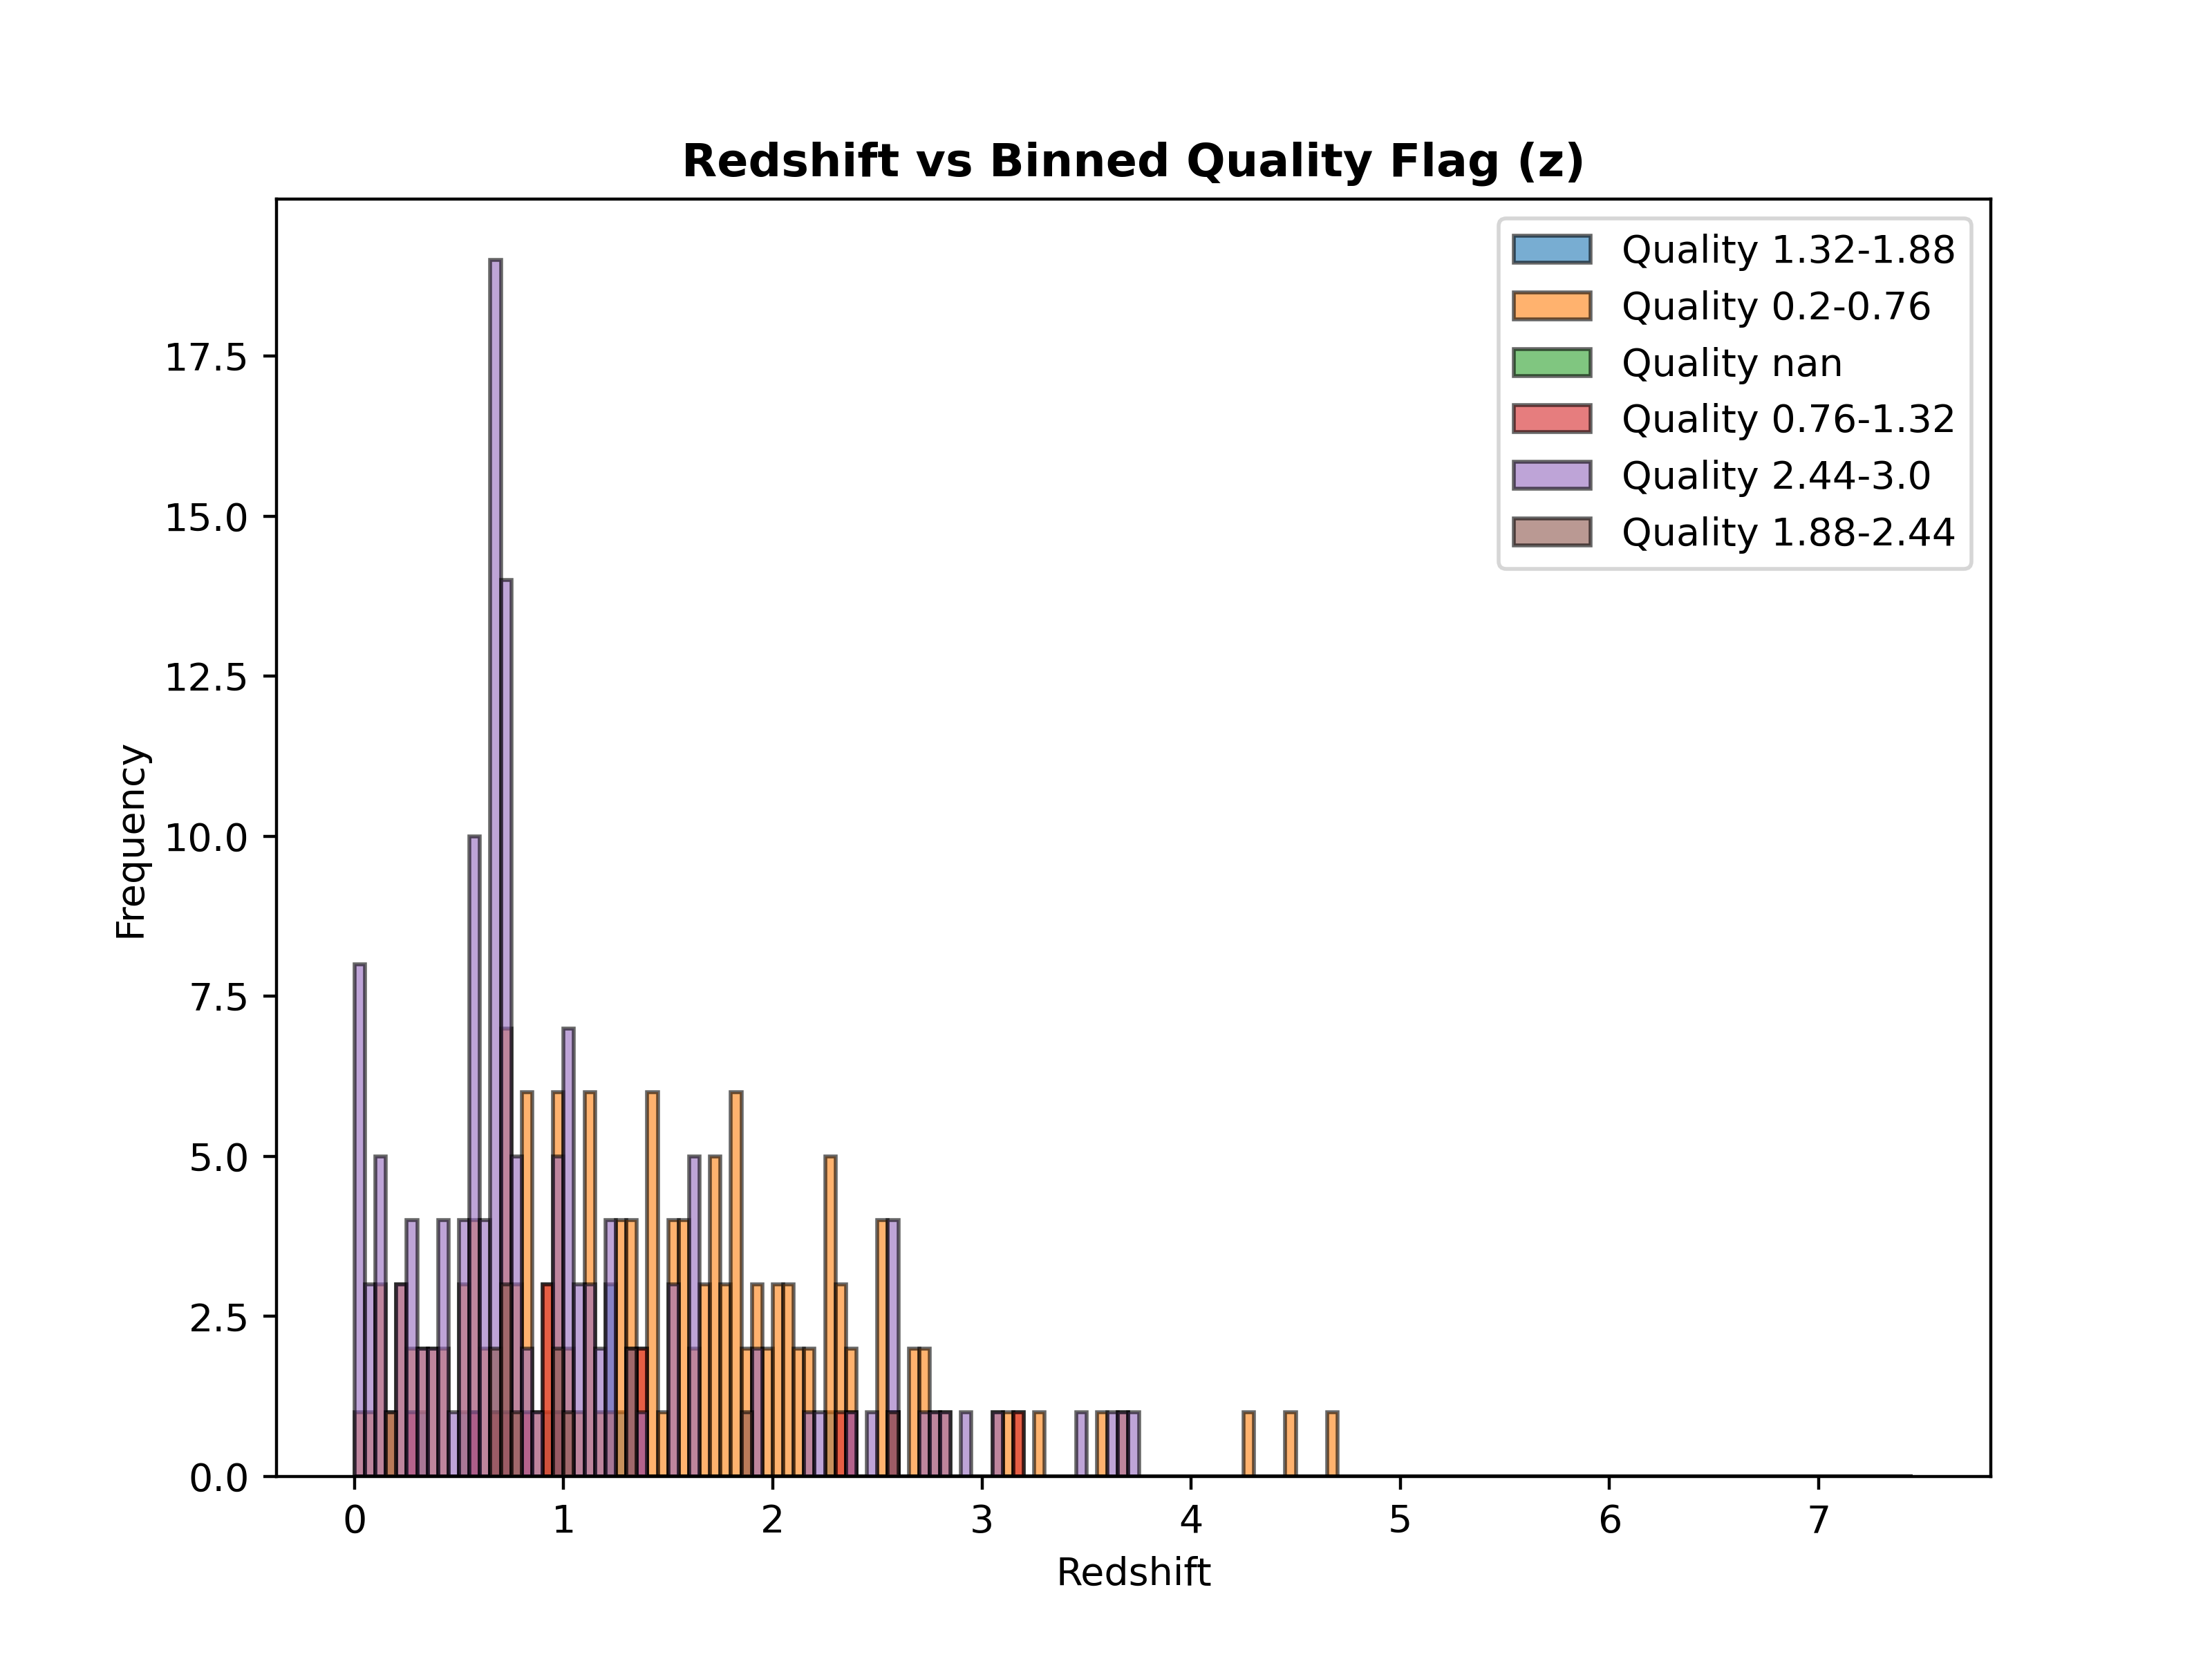 Redshift vs Binned Quality Flag (z)
Quality 1.32-1.88
Quality 0.2-0.76
Quality nan
Quality 0.76-1.32
Quality 2.44-3.0
Quality 1.88-2.44
Frequency
17.5
15.0
12.5
10.0
7.5
5.0
2.5
0.0
0 1 2 3 4 5 6 7
Redshift